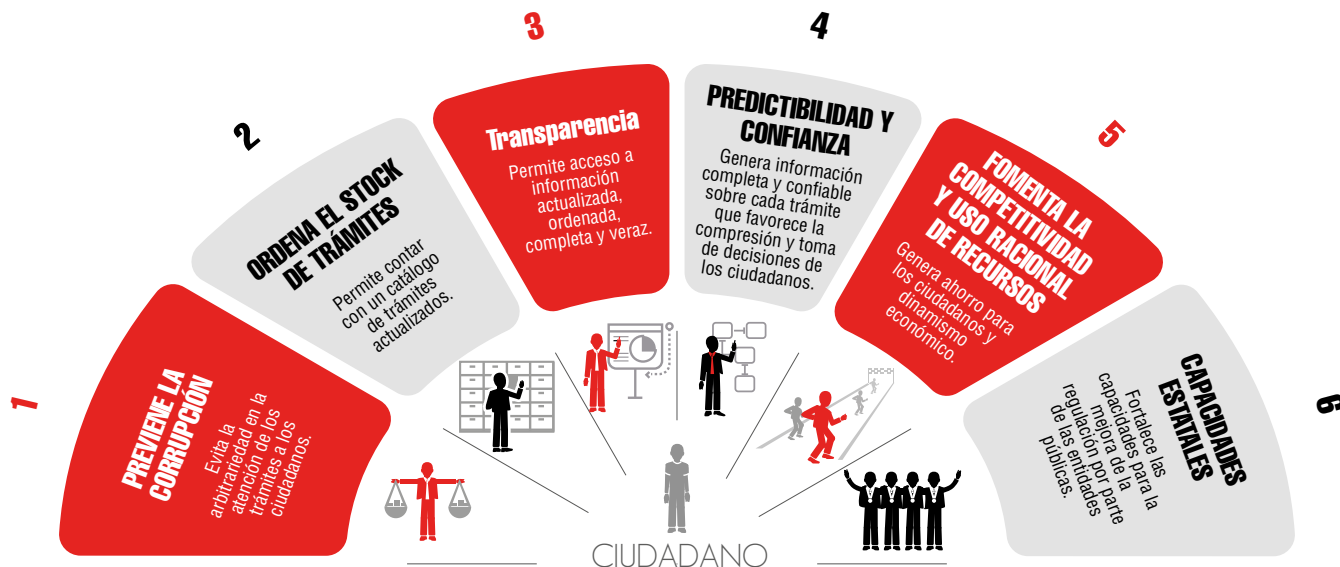 1
PREVIENE LA
CORRUPCIÓN
Evita la
arbitrariedad en la
atención de los
trámites a los
ciudadanos.
2
ORDENA EL STOCK
DE TRÁMITES
Permite contar
con un catálogo
de trámites
actualizados.
3
Transparencia
Permite acceso a
información
actualizada,
ordenada,
completa y veraz.
4
PREDICTIBILIDAD Y
CONFIANZA
Genera información
completa y confiable
sobre cada trámite
que favorece la
compresión y toma
de decisiones de
los ciudadanos.
5
FOMENTA LA
COMPETITIVIDAD
Y USO RACIONAL
DE RECURSOS
Genera ahorro para
los ciudadanos y
dinamismo
económico.
6
CAPACIDADES
ESTATALES
Fortalece las
capacidades para la
mejora de la
regulación por parte
de las entidades
públicas.
CIUDADANO